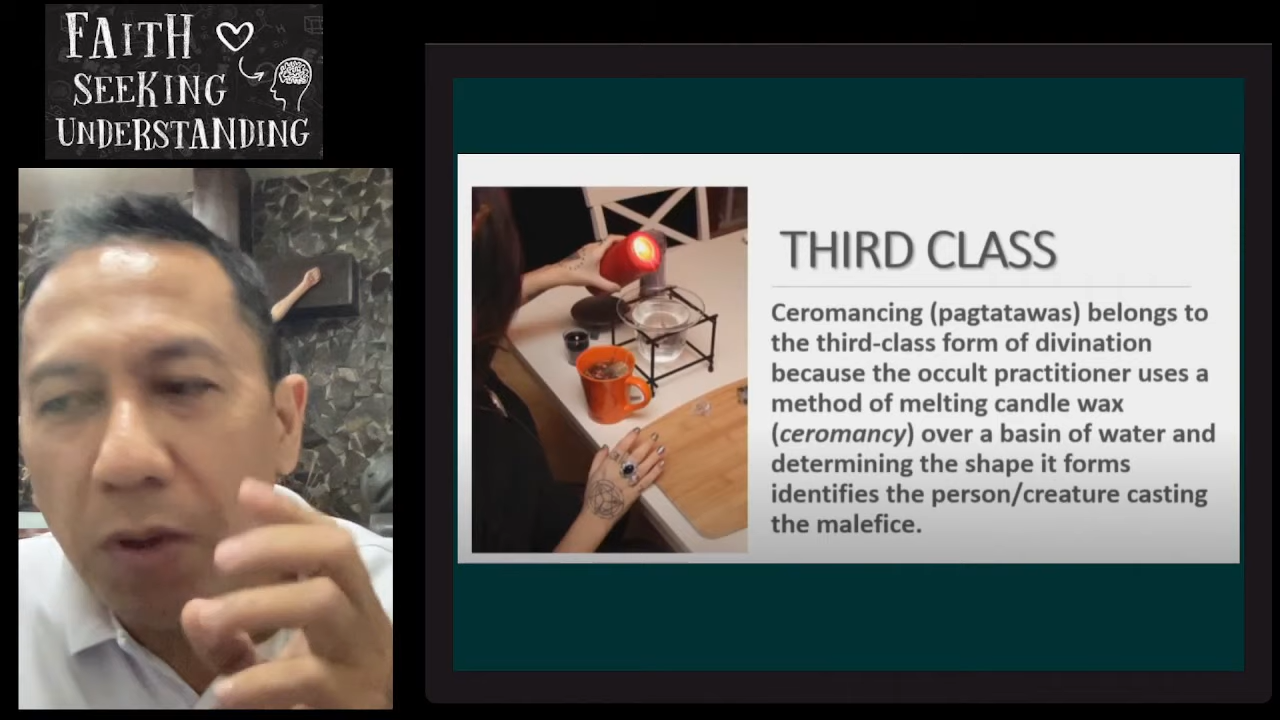 FAITH
SEEKING
UNDERSTANDING
THIRD CLASS
Ceromancing (pagtatawas) belongs to
the third-class form of divination
because the occult practitioner uses a
method of melting candle wax
(ceromancy) over a basin of water and
determining the shape it forms
identifies the person/creature casting
the malefice.